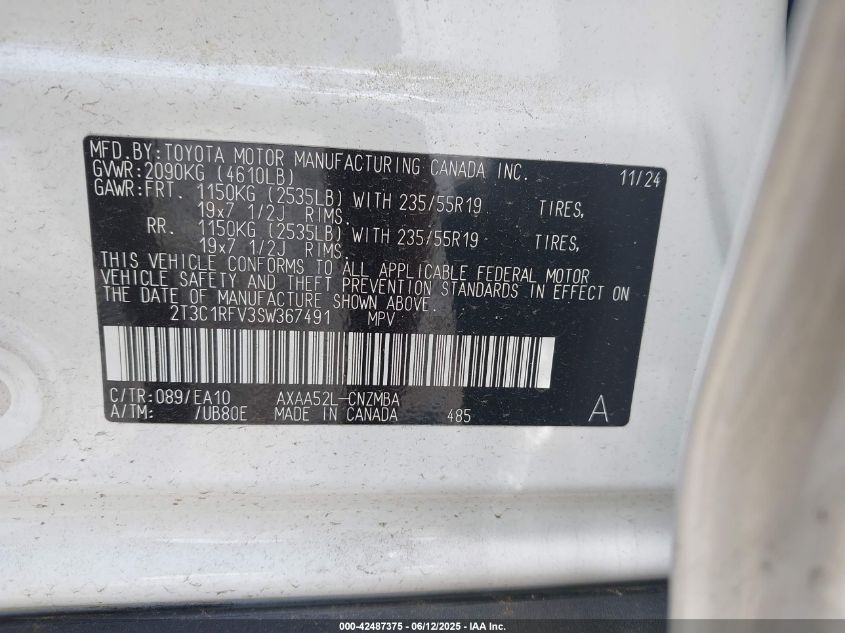 MFD.BY:TOYOTA MOTOR MANUFACTURING CANADA INC. 11/24
GVWR:2090KG (4610LB)
GAWR:FRT. 1150KG (2535LB) WITH 235/55R19 TIRES,
19x7 1/2J RIMS.
RR. 1150KG (2535LB) WITH 235/55R19 TIRES,
19x7 1/2J RIMS.
THIS VEHICLE CONFORMS TO ALL APPLICABLE FEDERAL MOTOR
VEHICLE SAFETY AND THEFT PREVENTION STANDARDS IN EFFECT ON
THE DATE OF MANUFACTURE SHOWN ABOVE.
2T3C1RFV3SW367491 MPV
C/TR:089/EA10 AXAA52L-CNZMBA
A/TM: /UB80E MADE IN CANADA 485 A
000-42487375 - 06/12/2025 - IAA Inc.